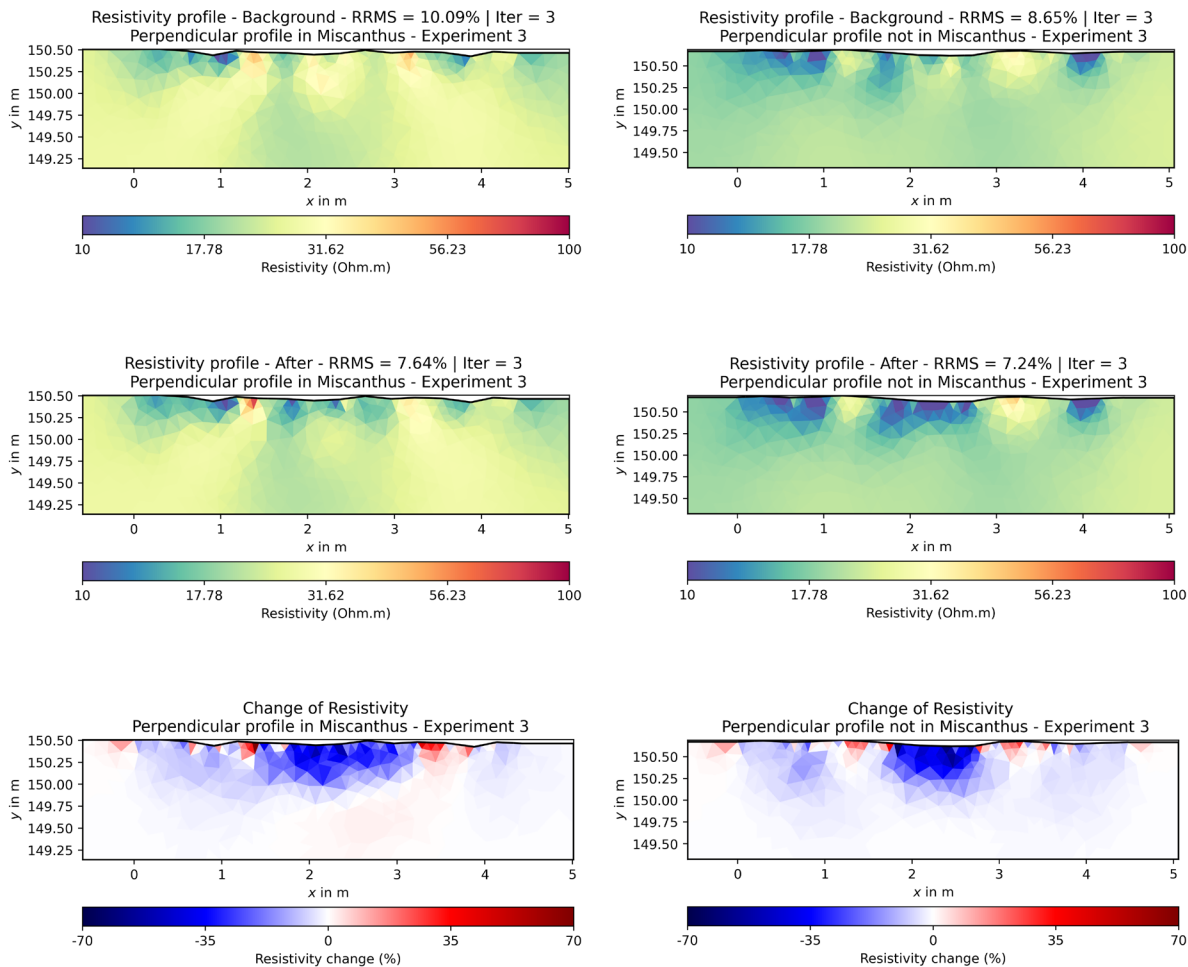 Resistivity profile - Background - RRMS = 10.09% | Iter = 3
Perpendicular profile in Miscanthus - Experiment 3
150.50
150.25
150.00
149.75
149.50
149.25
y in m
0 1 2 3 4 5
x in m
10 17.78 31.62 56.23 100
Resistivity (Ohm.m)
Resistivity profile - Background - RRMS = 8.65% | Iter = 3
Perpendicular profile not in Miscanthus - Experiment 3
150.50
150.25
150.00
149.75
149.50
y in m
0 1 2 3 4 5
x in m
10 17.78 31.62 56.23 100
Resistivity (Ohm.m)
Resistivity profile - After - RRMS = 7.64% | Iter = 3
Perpendicular profile in Miscanthus - Experiment 3
150.50
150.25
150.00
149.75
149.50
149.25
y in m
0 1 2 3 4 5
x in m
10 17.78 31.62 56.23 100
Resistivity (Ohm.m)
Resistivity profile - After - RRMS = 7.24% | Iter = 3
Perpendicular profile not in Miscanthus - Experiment 3
150.50
150.25
150.00
149.75
149.50
y in m
0 1 2 3 4 5
x in m
10 17.78 31.62 56.23 100
Resistivity (Ohm.m)
Change of Resistivity
Perpendicular profile in Miscanthus - Experiment 3
150.50
150.25
150.00
149.75
149.50
149.25
y in m
0 1 2 3 4 5
x in m
-70 -35 0 35 70
Resistivity change (%)
Change of Resistivity
Perpendicular profile not in Miscanthus - Experiment 3
150.50
150.25
150.00
149.75
149.50
y in m
0 1 2 3 4 5
x in m
-70 -35 0 35 70
Resistivity change (%)